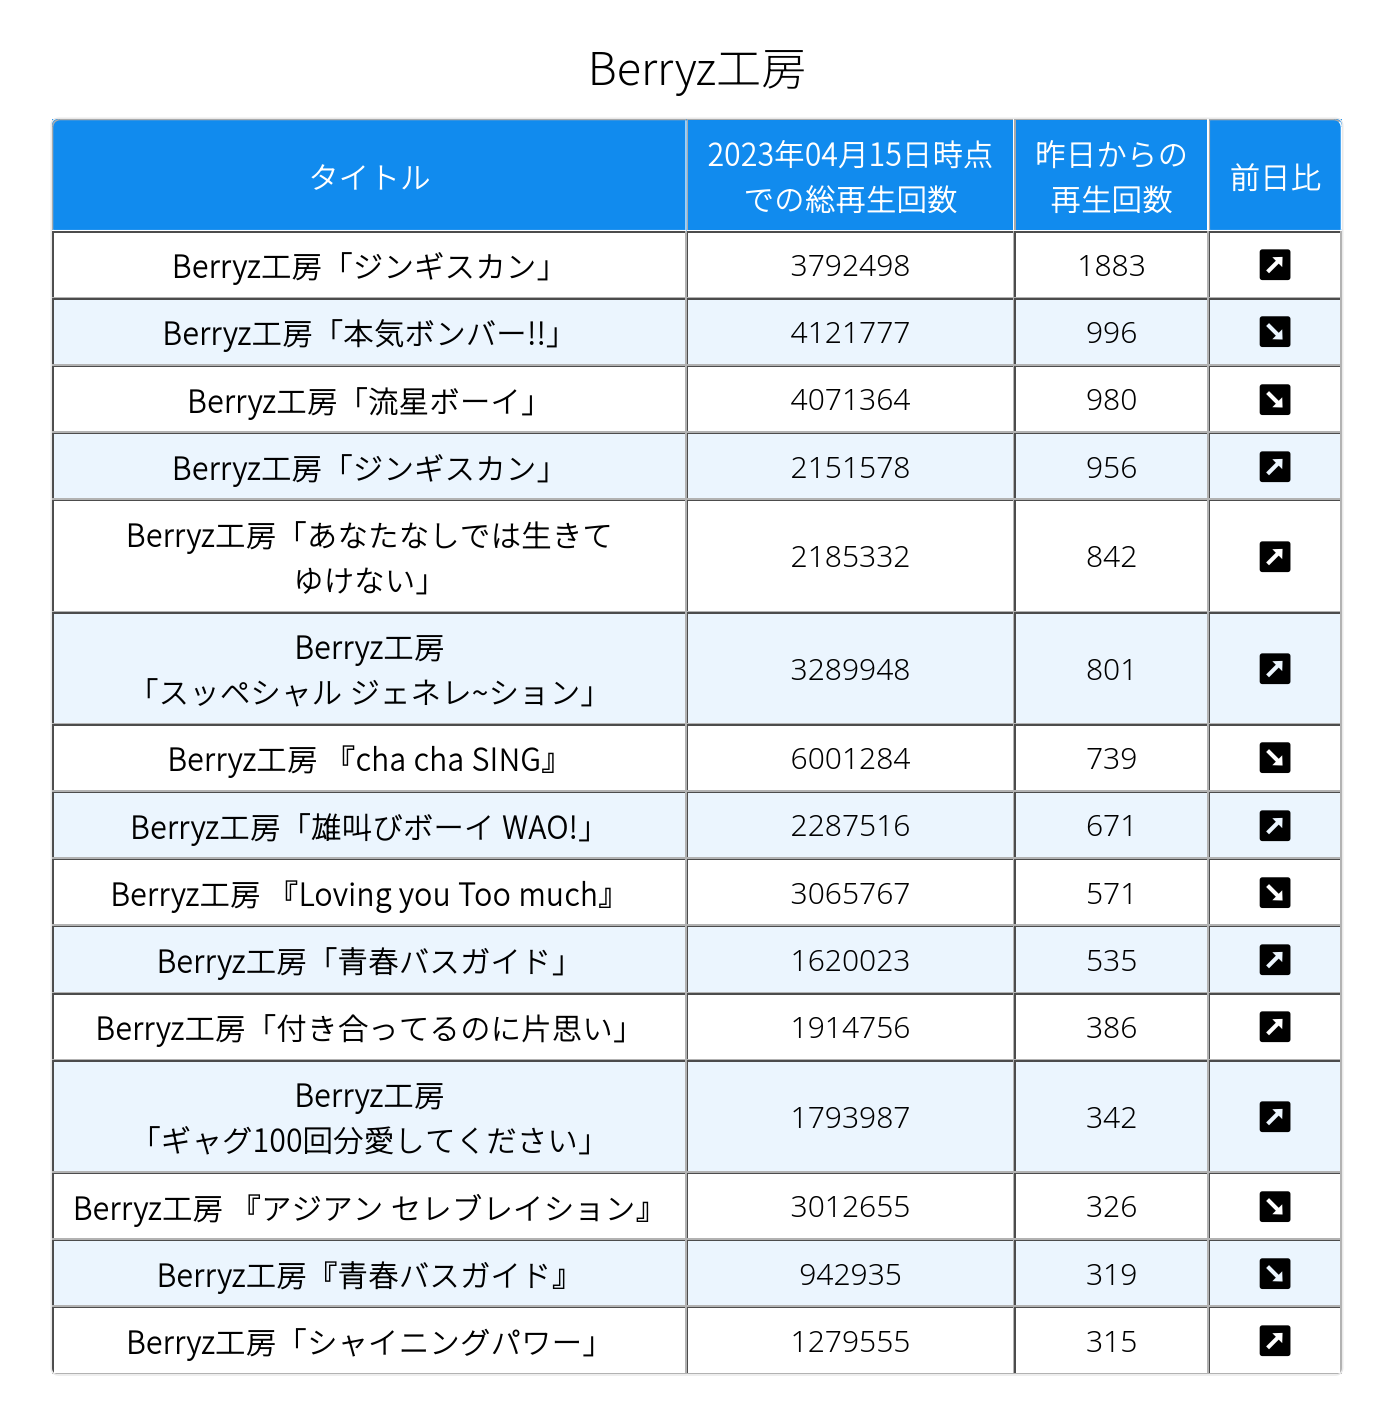 Berryz工房
タイトル 2023年04月15日時点での総再生回数 昨日からの再生回数 前日比
Berryz工房「ジンギスカン」 3792498 1883
Berryz工房「本気ボンバー!!」 4121777 996
Berryz工房「流星ボーイ」 4071364 980
Berryz工房「ジンギスカン」 2151578 956
Berryz工房「あなたなしでは生きてゆけない」 2185332 842
Berryz工房「スッペシャル ジェネレ~ション」 3289948 801
Berryz工房 『cha cha SING』 6001284 739
Berryz工房「雄叫びボーイ WAO!」 2287516 671
Berryz工房 『Loving you Too much』 3065767 571
Berryz工房「青春バスガイド」 1620023 535
Berryz工房「付き合ってるのに片思い」 1914756 386
Berryz工房「ギャグ100回分愛してください」 1793987 342
Berryz工房 『アジアン セレブレイション』 3012655 326
Berryz工房『青春バスガイド』 942935 319
Berryz工房「シャイニングパワー」 1279555 315